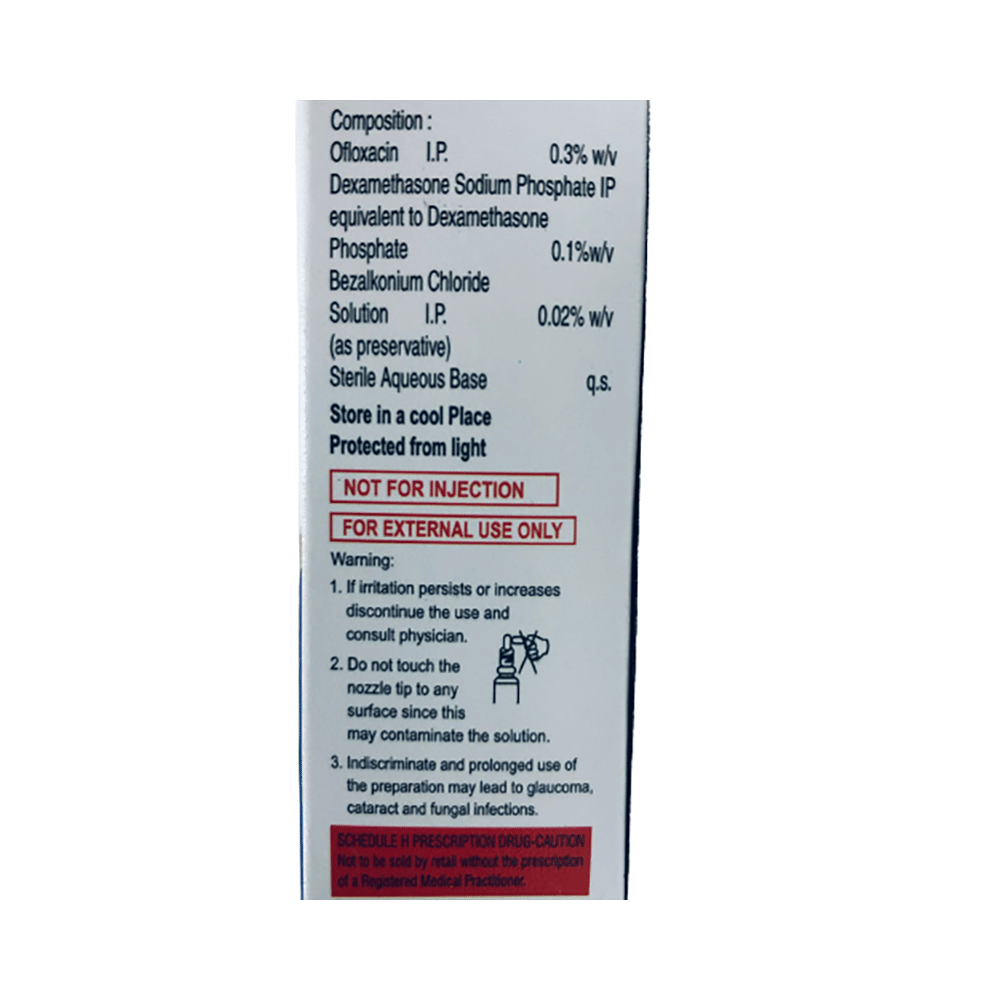 Composition :
Ofloxacin I.P. 0.3% w/v
Dexamethasone Sodium Phosphate IP
equivalent to Dexamethasone
Phosphate 0.1%w/v
Bezalkonium Chloride
Solution I.P. 0.02% w/v
(as preservative)
Sterile Aqueous Base q.s.
Store in a cool Place
Protected from light
NOT FOR INJECTION
FOR EXTERNAL USE ONLY
Warning:
1. If irritation persists or increases
discontinue the use and
consult physician.
2. Do not touch the
nozzle tip to any
surface since this
may contaminate the solution.
3. Indiscriminate and prolonged use of
the preparation may lead to glaucoma,
cataract and fungal infections.
SCHEDULE H PRESCRIPTION DRUG-CAUTION
Not to be sold by retail without the prescription
of a Registered Medical Practitioner.